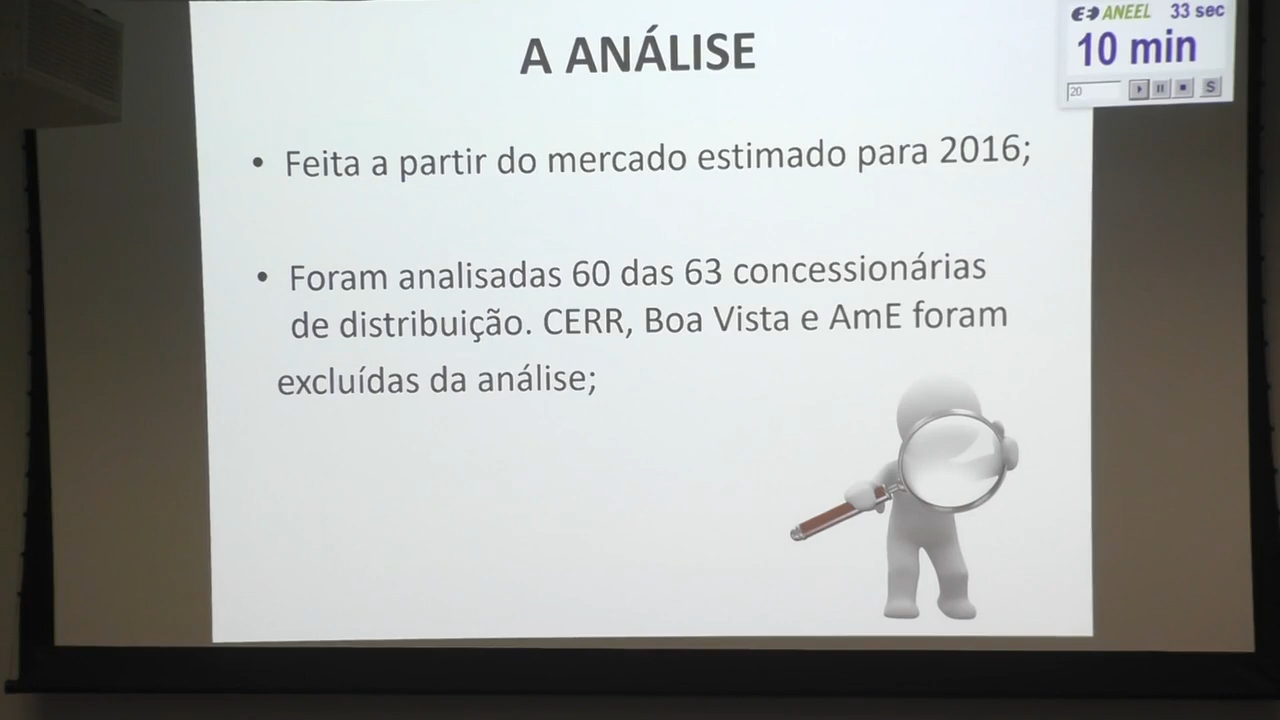 A ANÁLISE
ANEEL 33 sec
10 min
20
S
• Feita a partir do mercado estimado para 2016;
• Foram analisadas 60 das 63 concessionárias
de distribuição. CERR, Boa Vista e AmE foram
excluídas da análise;